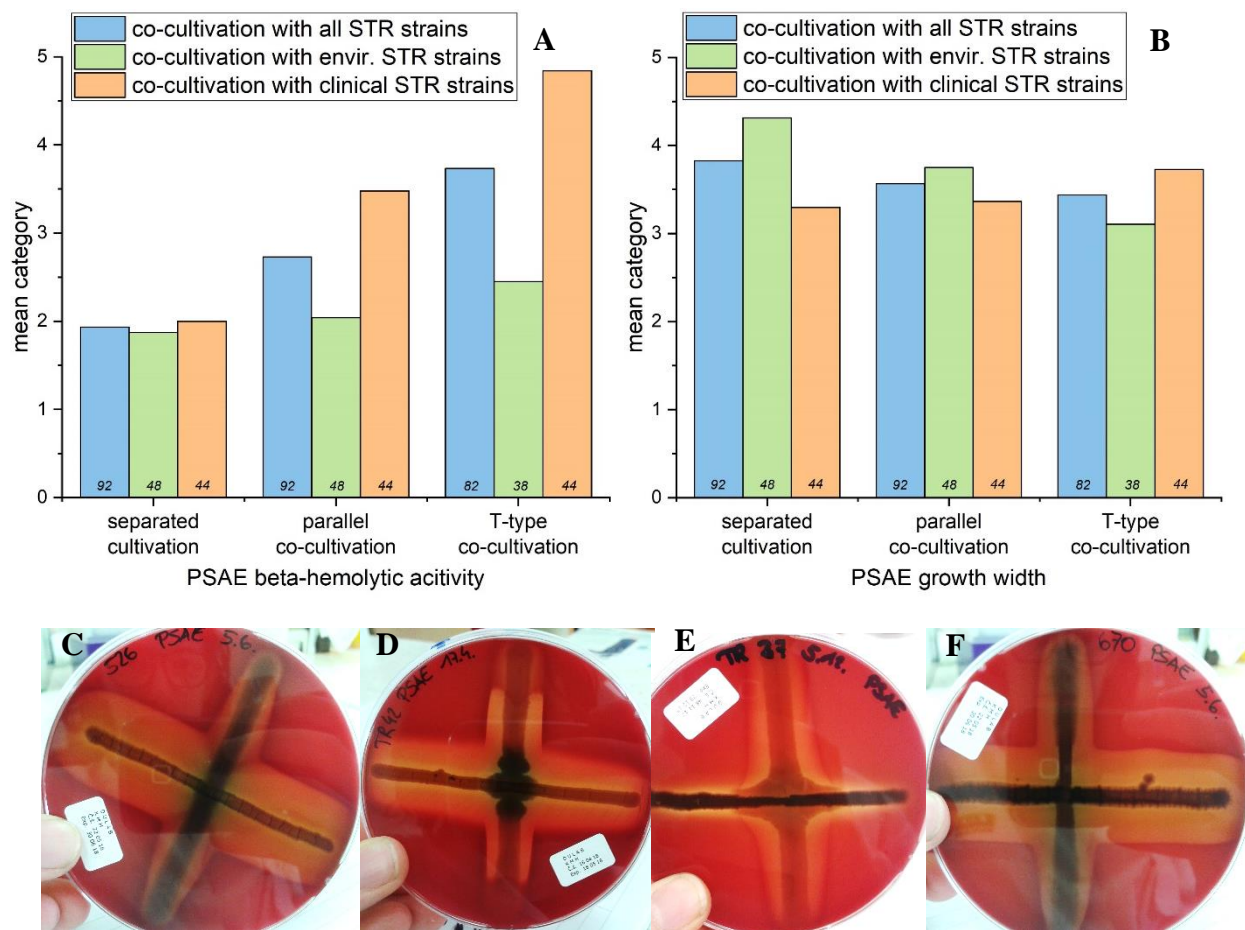 co-cultivation with all STR strains
co-cultivation with envir. STR strains
co-cultivation with clinical STR strains
A
5
4
3
2
1
0
mean category
92 48 44 92 48 44 82 38 44
separated cultivation
parallel co-cultivation
T-type co-cultivation
PSAE beta-hemolytic acitivity
co-cultivation with all STR strains
co-cultivation with envir. STR strains
co-cultivation with clinical STR strains
B
5
4
3
2
1
0
mean category
92 48 44 92 48 44 82 38 44
separated cultivation
parallel co-cultivation
T-type co-cultivation
PSAE growth width
C
526 PSAE 5.6.
D
TR42 PSAE 17.4.
E
TR 37 5.12. PSAE
F
670 PSAE 5.6.